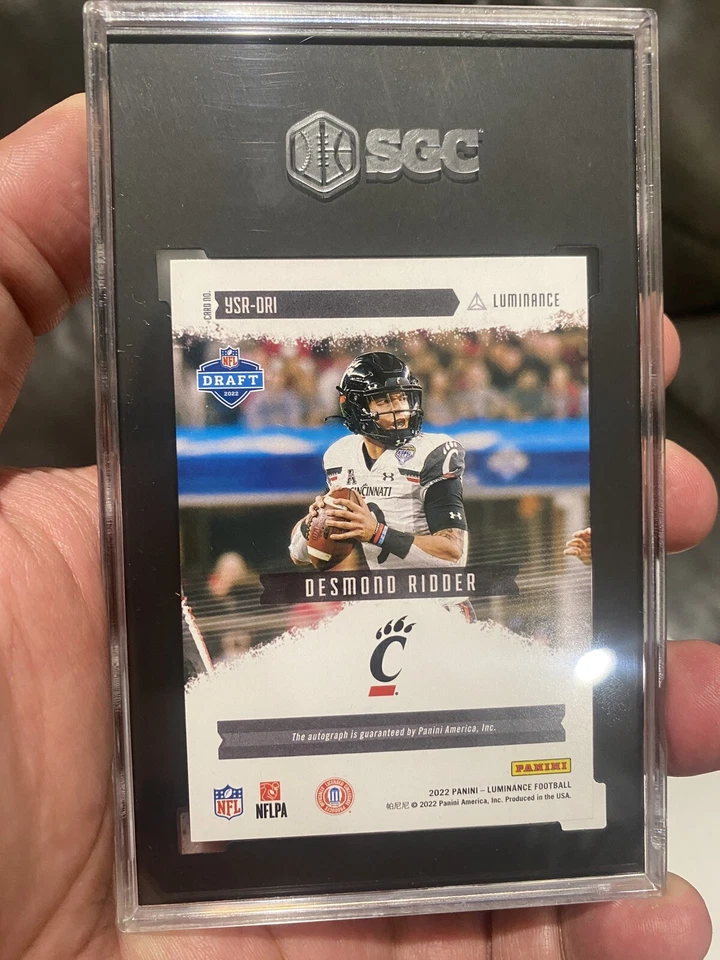 SGC
CARD NO. YSR-DRI
LUMINANCE
NFL
DRAFT
2022
C
CINCINNATI
DESMOND RIDDER
C
The autograph is guaranteed by Panini America, Inc.
PANINI
2022 PANINI – LUMINANCE FOOTBALL
帕尼尼 © 2022 Panini America, Inc. Produced in the USA.
NFL
NFLPA